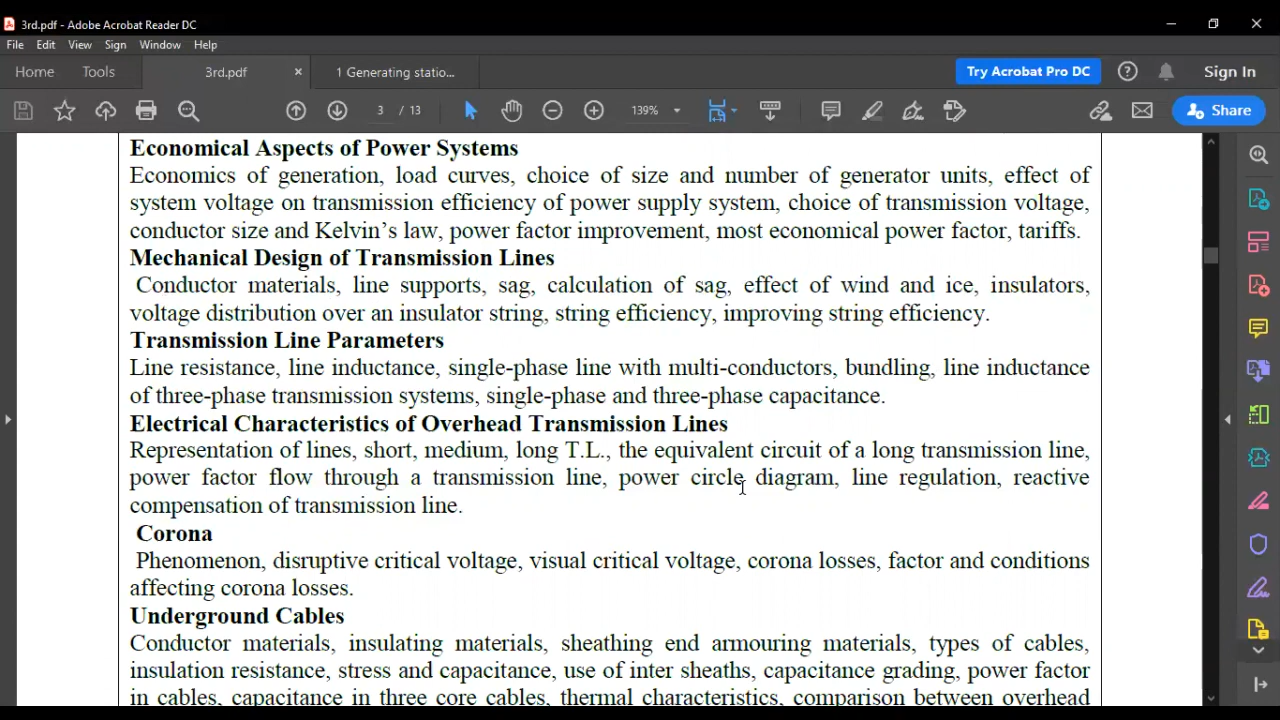 3rd.pdf - Adobe Acrobat Reader DC
File Edit View Sign Window Help
Home Tools 3rd.pdf × 1 Generating statio... Try Acrobat Pro DC Sign In
3 / 13 139% Share
Economical Aspects of Power Systems
Economics of generation, load curves, choice of size and number of generator units, effect of
system voltage on transmission efficiency of power supply system, choice of transmission voltage,
conductor size and Kelvin’s law, power factor improvement, most economical power factor, tariffs.
Mechanical Design of Transmission Lines
Conductor materials, line supports, sag, calculation of sag, effect of wind and ice, insulators,
voltage distribution over an insulator string, string efficiency, improving string efficiency.
Transmission Line Parameters
Line resistance, line inductance, single-phase line with multi-conductors, bundling, line inductance
of three-phase transmission systems, single-phase and three-phase capacitance.
Electrical Characteristics of Overhead Transmission Lines
Representation of lines, short, medium, long T.L., the equivalent circuit of a long transmission line,
power factor flow through a transmission line, power circle diagram, line regulation, reactive
compensation of transmission line.
Corona
Phenomenon, disruptive critical voltage, visual critical voltage, corona losses, factor and conditions
affecting corona losses.
Underground Cables
Conductor materials, insulating materials, sheathing end armouring materials, types of cables,
insulation resistance, stress and capacitance, use of inter sheaths, capacitance grading, power factor
in cables, capacitance in three core cables, thermal characteristics, comparison between overhead